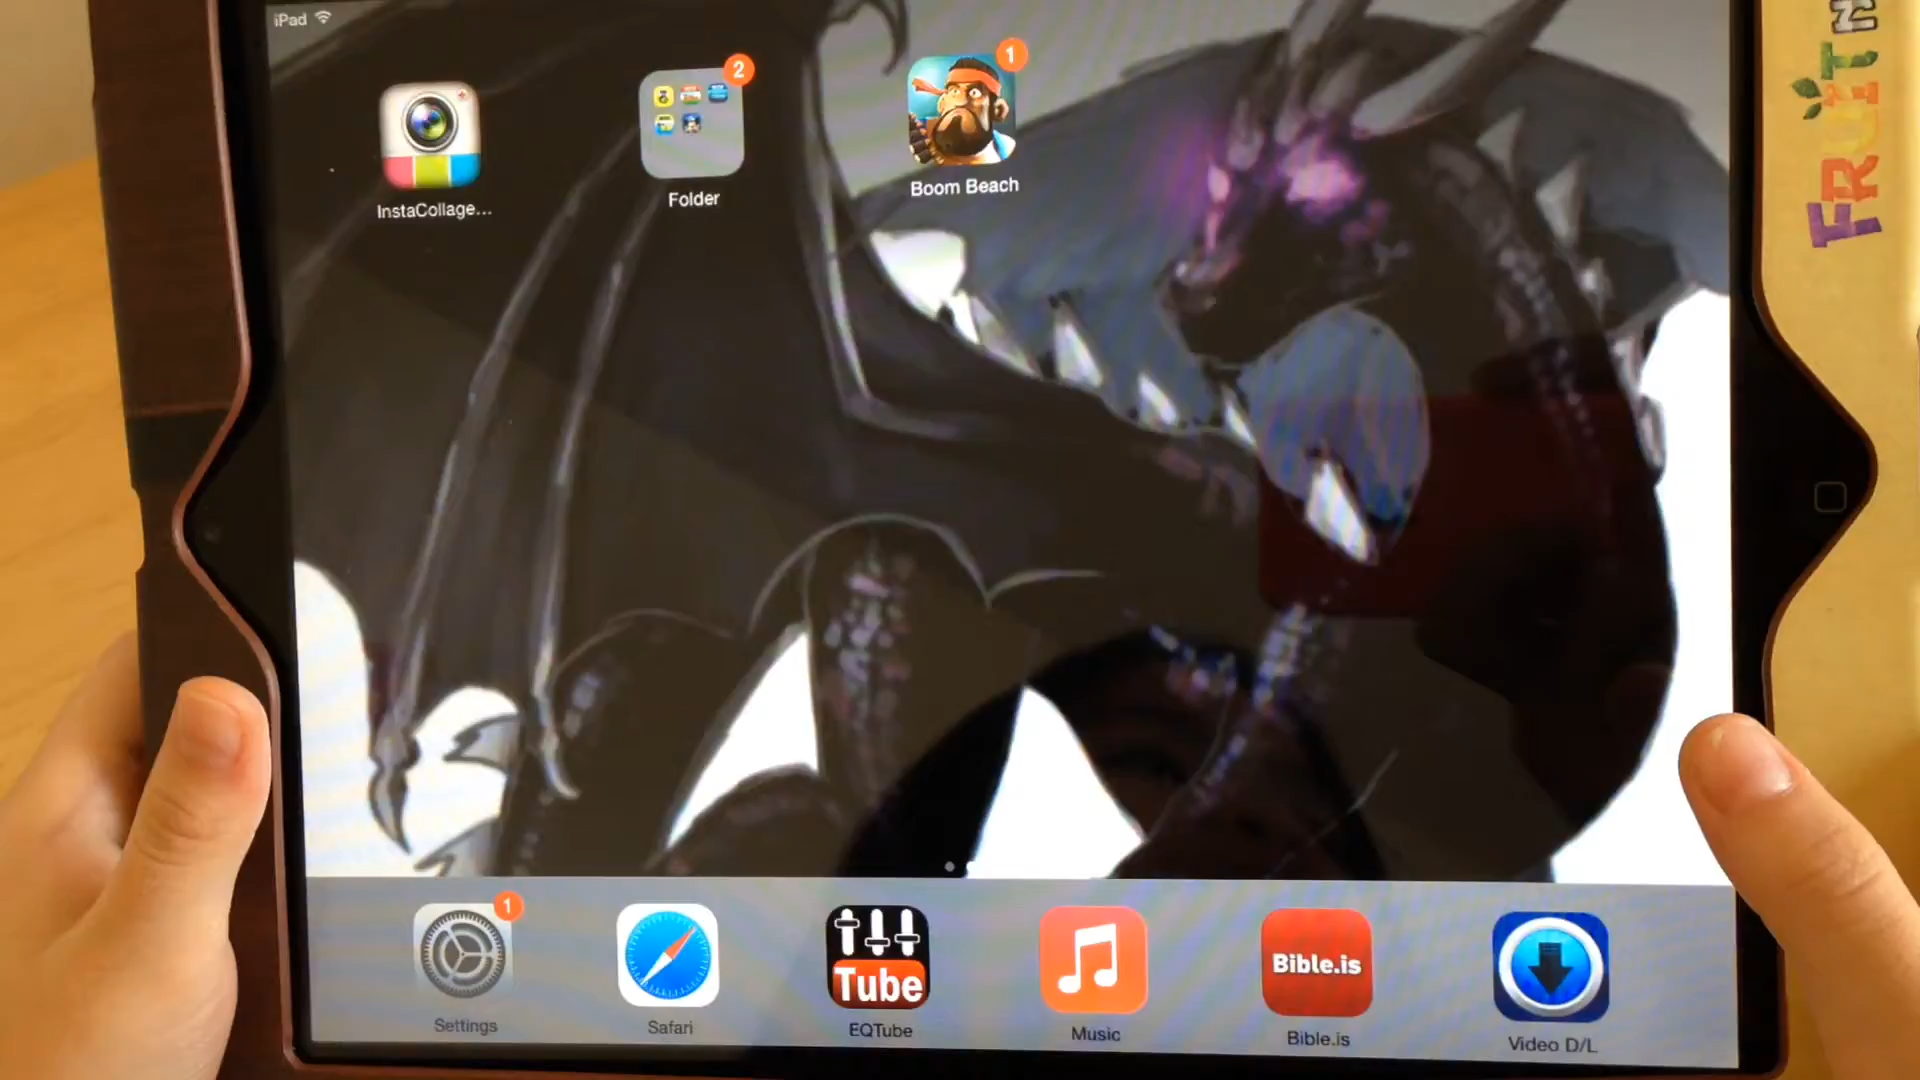 iPad
2
1
InstaCollage...
Folder
Boom Beach
FRUIT
1
Tube
Bible.is
Settings
Safari
EQTube
Music
Bible.is
Video D/L